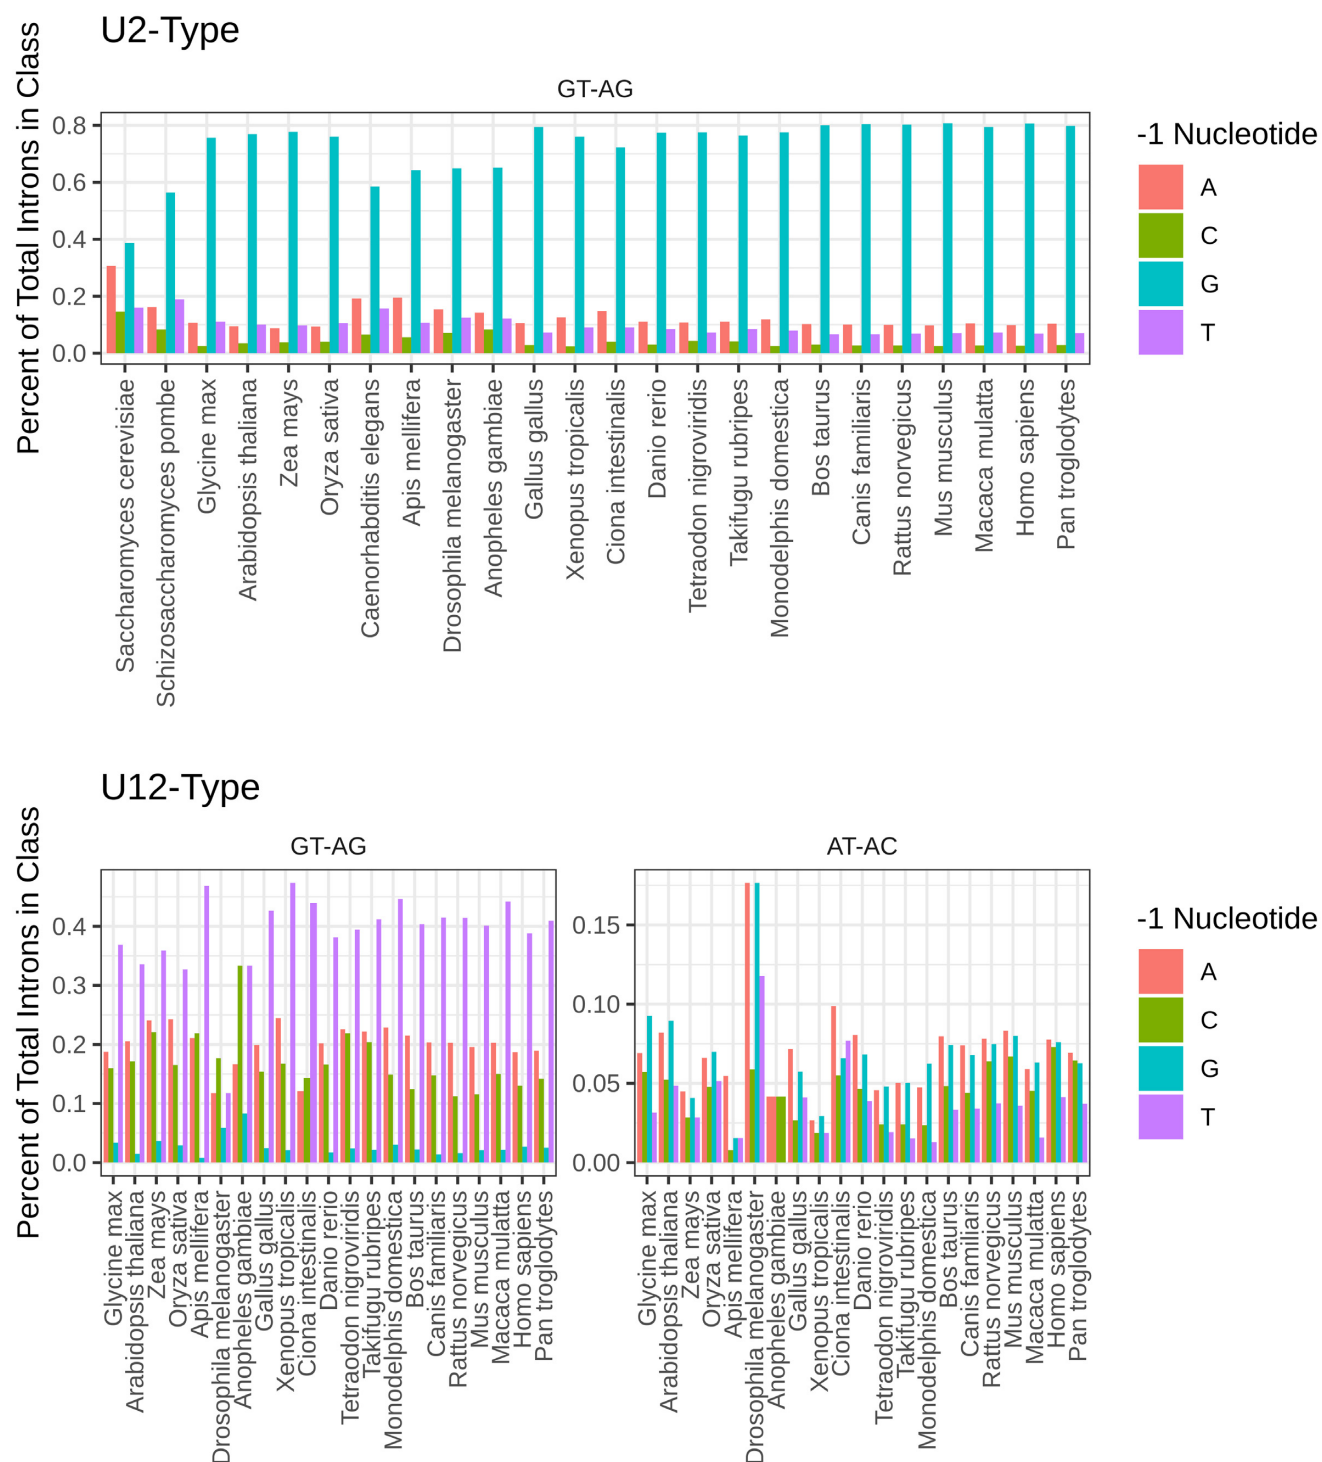 U2-Type
GT-AG
Percent of Total Introns in Class
0.8
0.6
0.4
0.2
0.0
Saccharomyces cerevisiae
Schizosaccharomyces pombe
Glycine max
Arabidopsis thaliana
Zea mays
Oryza sativa
Caenorhabditis elegans
Apis mellifera
Drosophila melanogaster
Anopheles gambiae
Gallus gallus
Xenopus tropicalis
Ciona intestinalis
Danio rerio
Tetraodon nigroviridis
Takifugu rubripes
Monodelphis domestica
Bos taurus
Canis familiaris
Rattus norvegicus
Mus musculus
Macaca mulatta
Homo sapiens
Pan troglodytes
-1 Nucleotide
A
C
G
T
U12-Type
GT-AG
Percent of Total Introns in Class
0.4
0.3
0.2
0.1
0.0
Glycine max
Arabidopsis thaliana
Zea mays
Oryza sativa
Apis mellifera
Drosophila melanogaster
Anopheles gambiae
Gallus gallus
Xenopus tropicalis
Ciona intestinalis
Danio rerio
Tetraodon nigroviridis
Takifugu rubripes
Monodelphis domestica
Bos taurus
Canis familiaris
Rattus norvegicus
Mus musculus
Macaca mulatta
Homo sapiens
Pan troglodytes
AT-AC
0.15
0.10
0.05
0.00
Glycine max
Arabidopsis thaliana
Zea mays
Oryza sativa
Apis mellifera
Drosophila melanogaster
Anopheles gambiae
Gallus gallus
Xenopus tropicalis
Ciona intestinalis
Danio rerio
Tetraodon nigroviridis
Takifugu rubripes
Monodelphis domestica
Bos taurus
Canis familiaris
Rattus norvegicus
Mus musculus
Macaca mulatta
Homo sapiens
Pan troglodytes
-1 Nucleotide
A
C
G
T